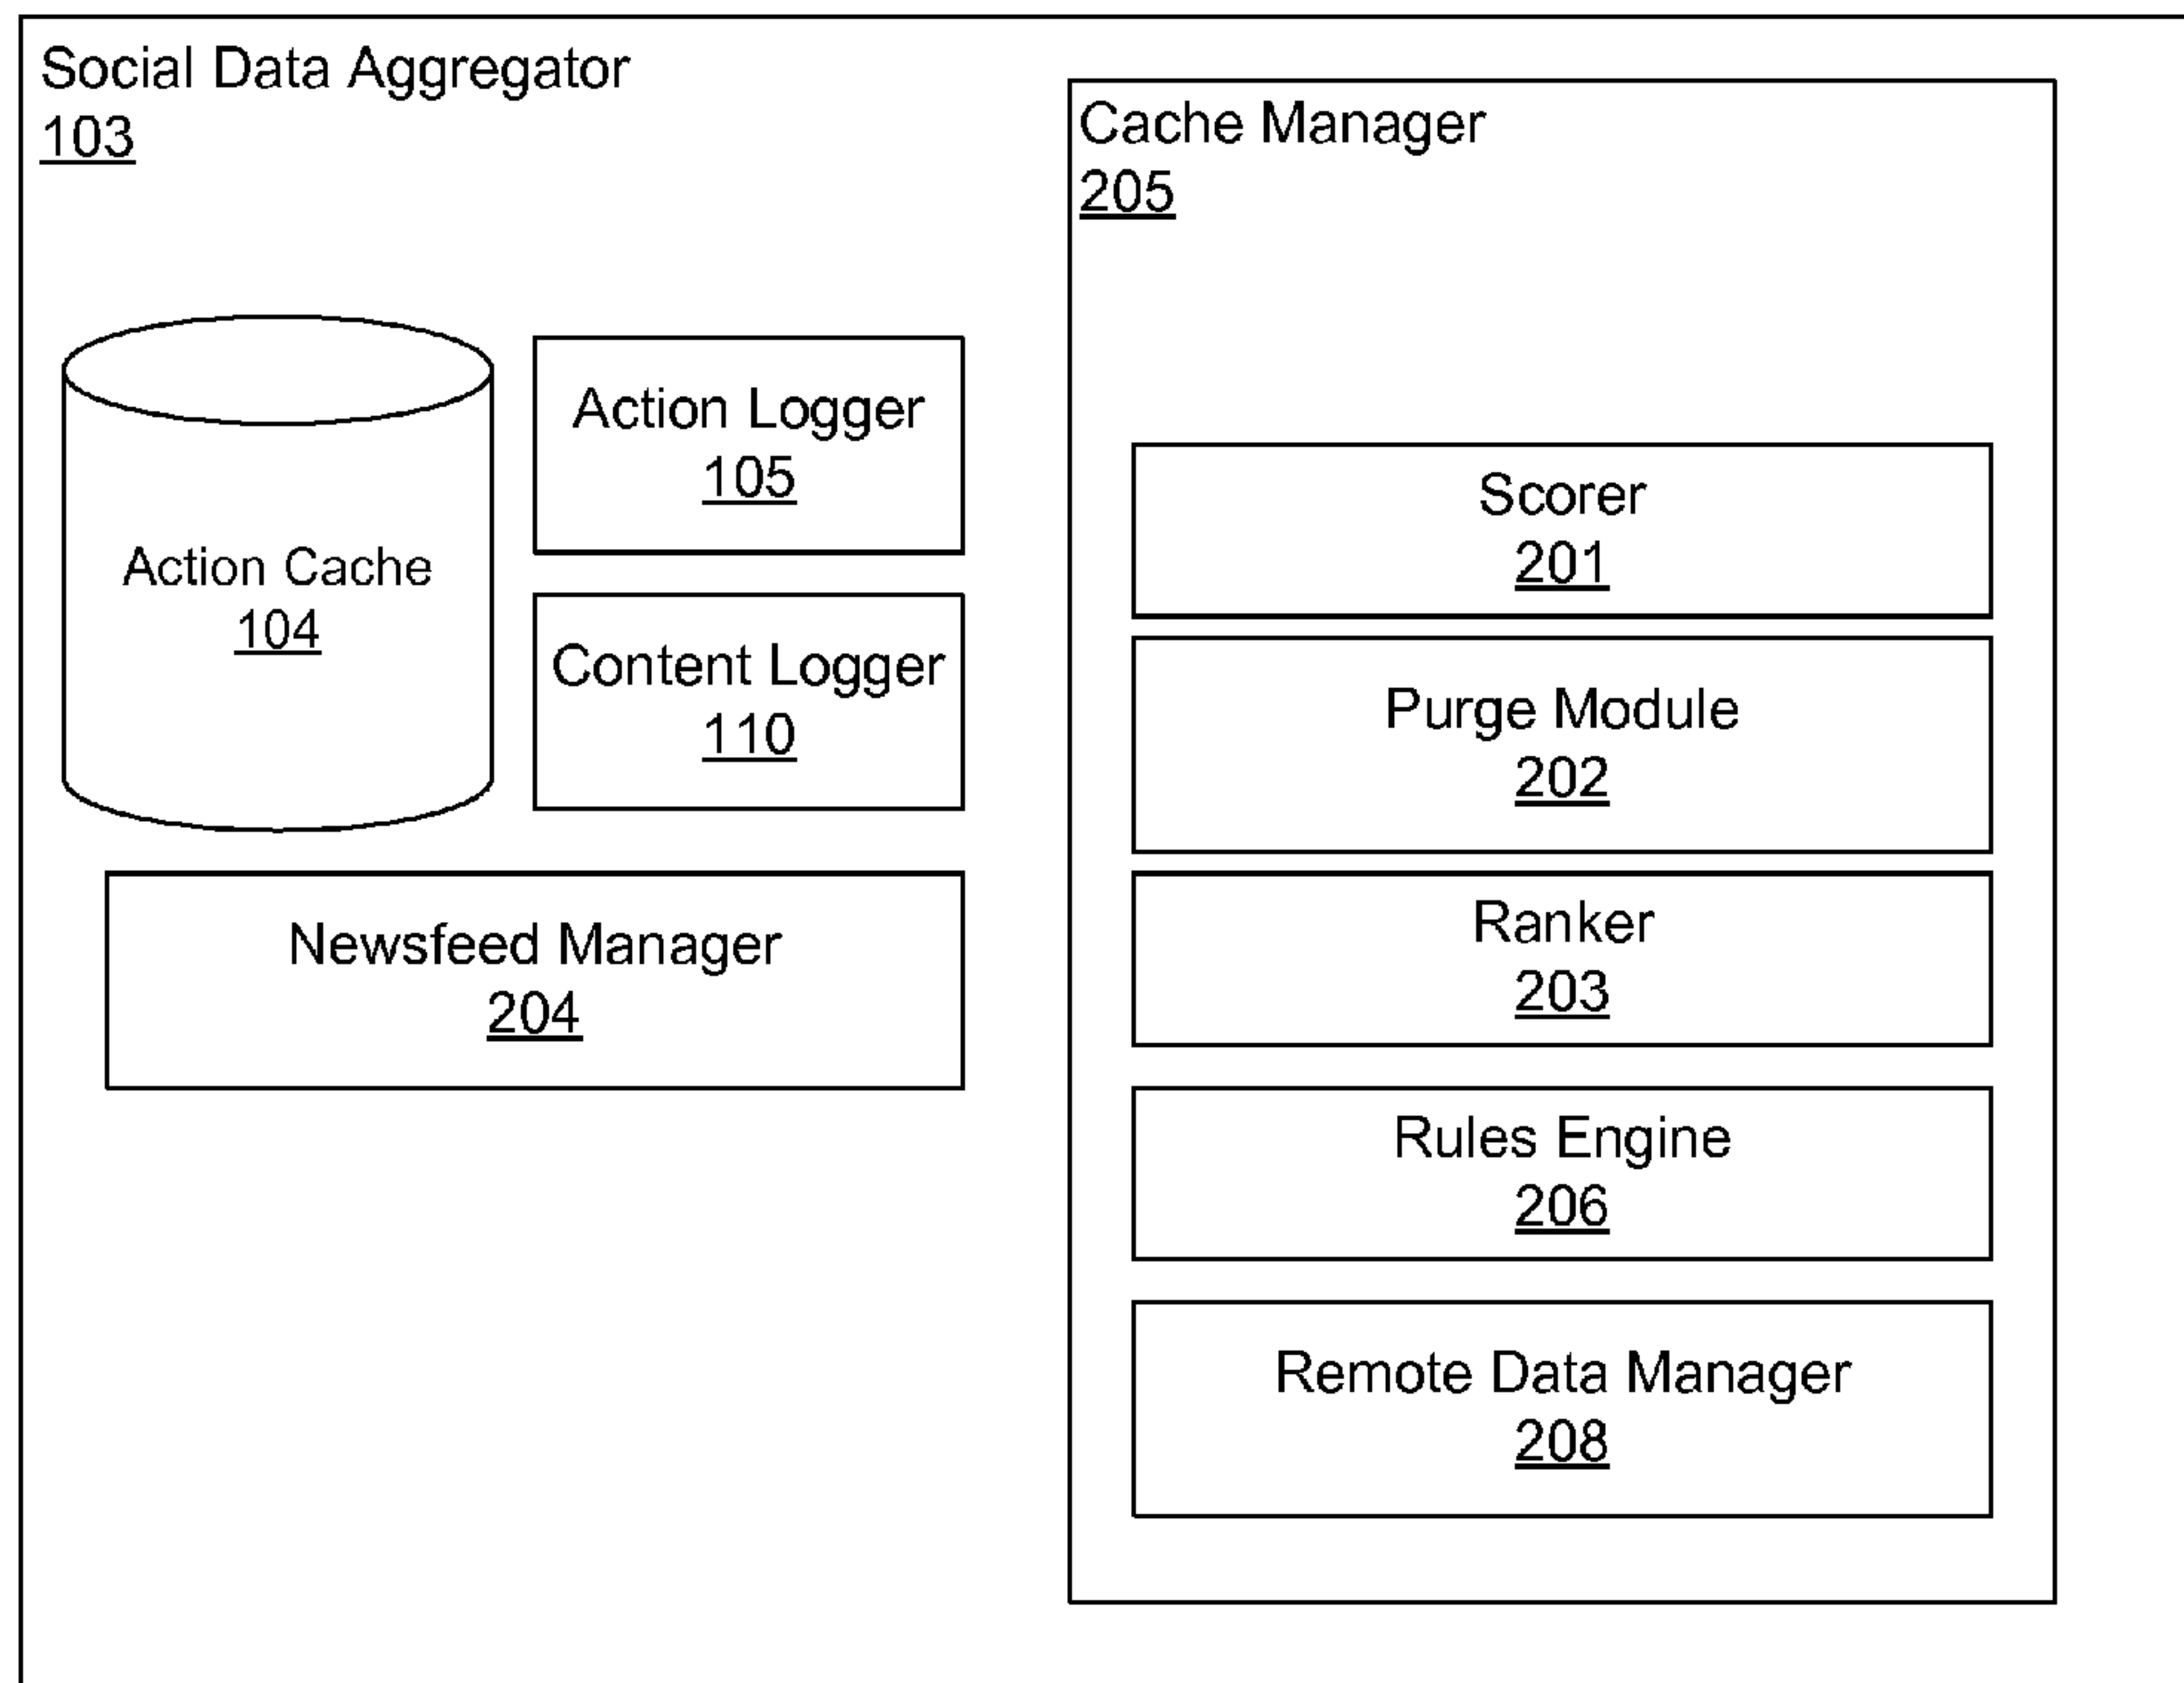 Social Data Aggregator
103
Action Cache
104
Action Logger
105
Content Logger
110
Newsfeed Manager
204
Cache Manager
205
Scorer
201
Purge Module
202
Ranker
203
Rules Engine
206
Remote Data Manager
208